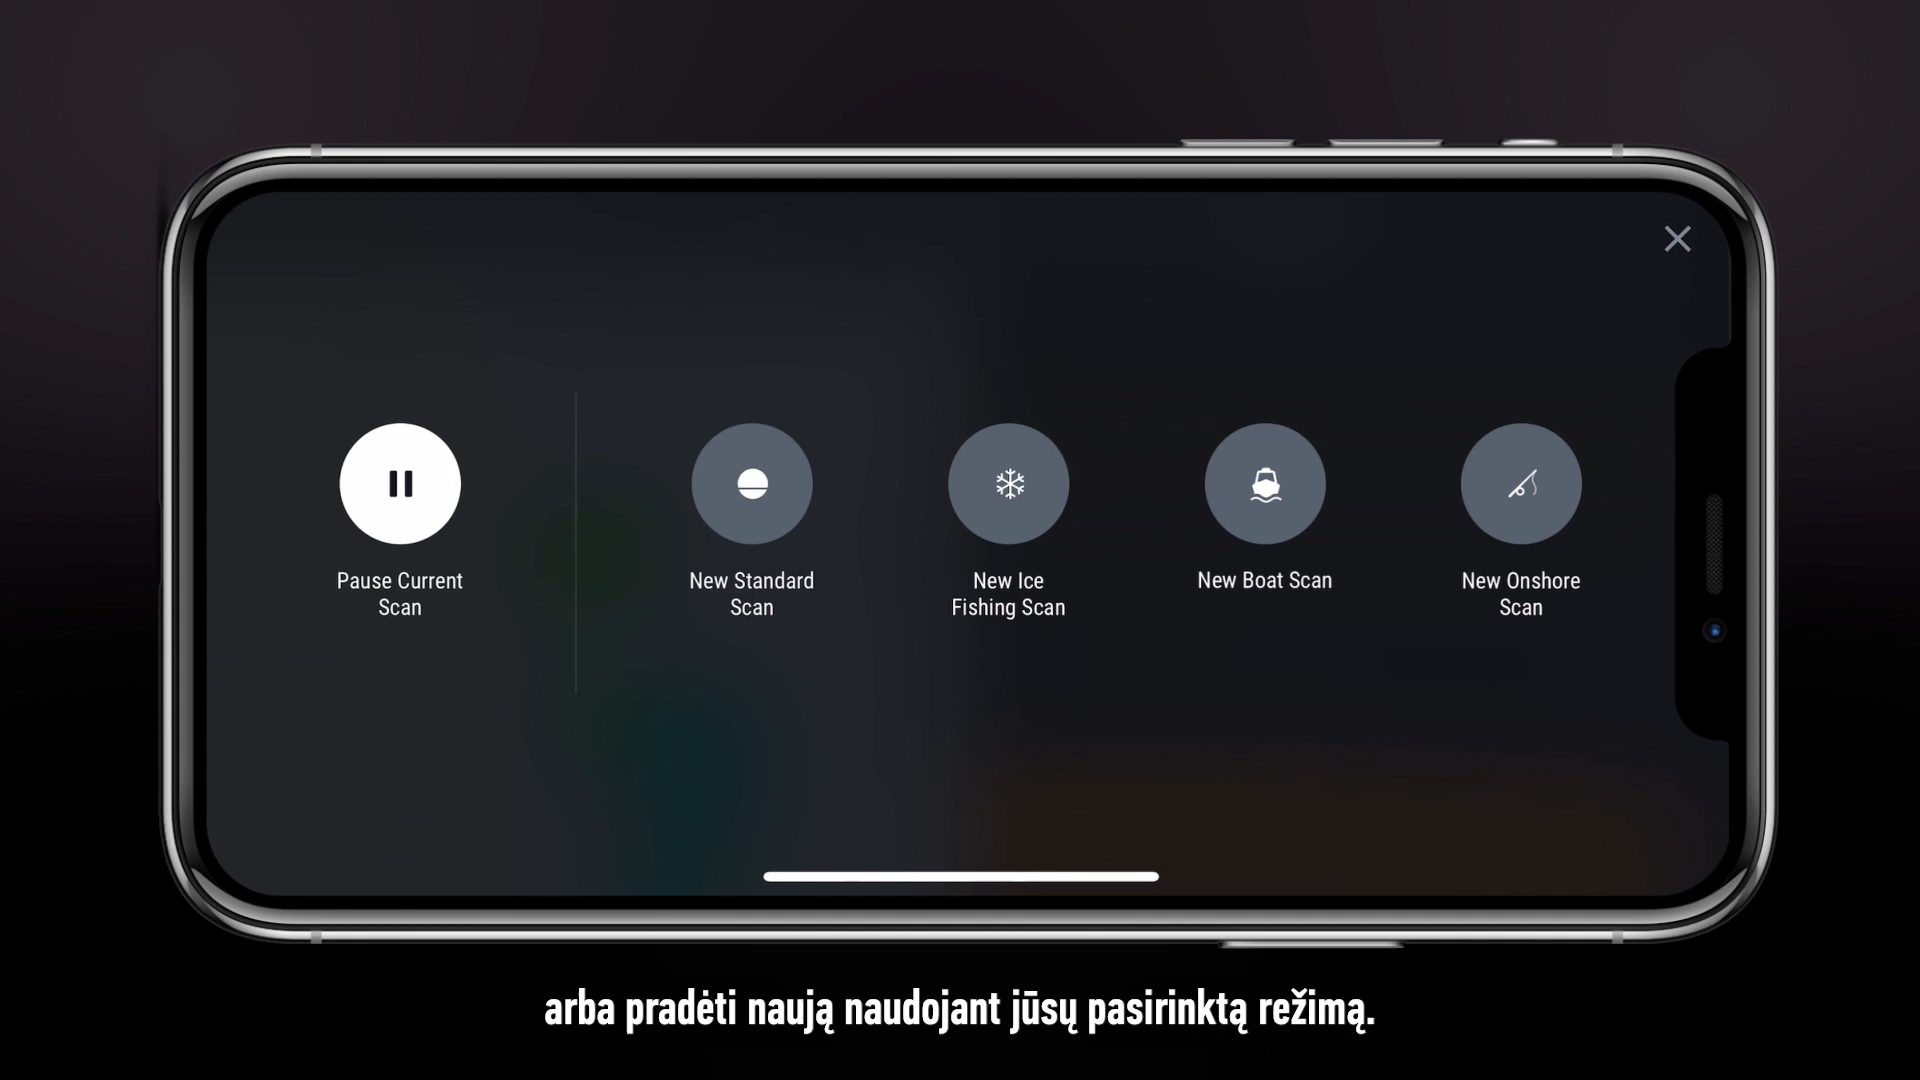 Pause Current
Scan
New Standard
Scan
New Ice
Fishing Scan
New Boat Scan
New Onshore
Scan
arba pradėti naują naudojant jūsų pasirinktą režimą.